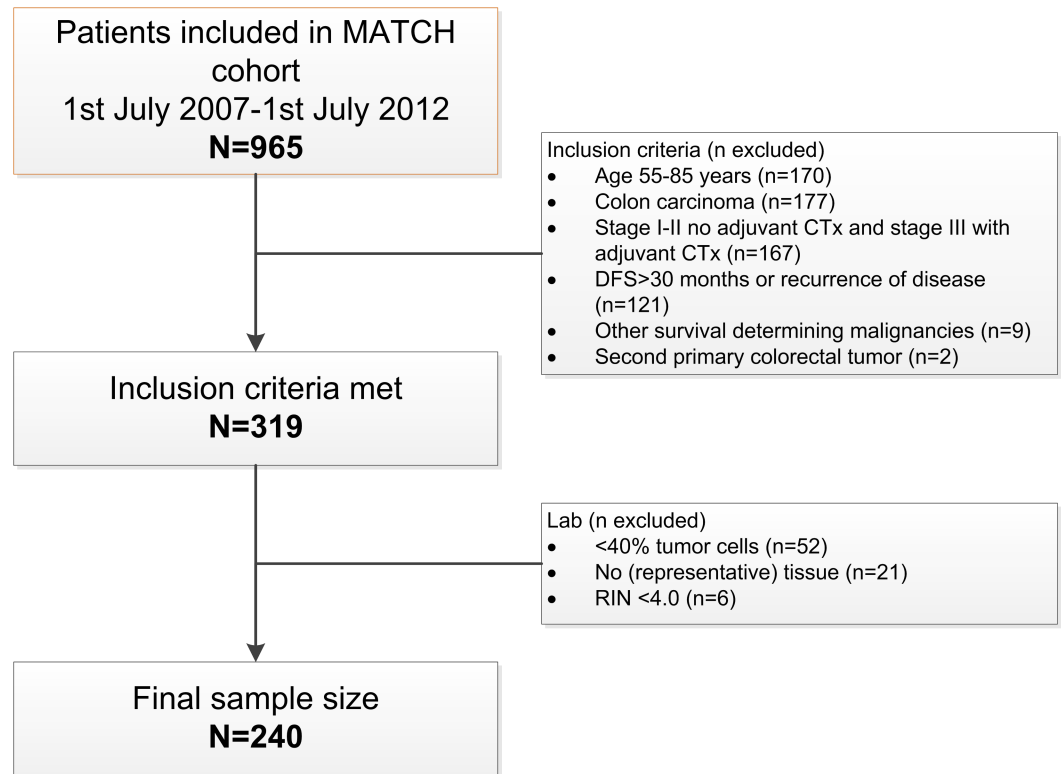 Patients included in MATCH
cohort
1st July 2007-1st July 2012
N=965
Inclusion criteria (n excluded)
• Age 55-85 years (n=170)
• Colon carcinoma (n=177)
• Stage I-II no adjuvant CTx and stage III with
adjuvant CTx (n=167)
• DFS>30 months or recurrence of disease
(n=121)
• Other survival determining malignancies (n=9)
• Second primary colorectal tumor (n=2)
Inclusion criteria met
N=319
Lab (n excluded)
• <40% tumor cells (n=52)
• No (representative) tissue (n=21)
• RIN <4.0 (n=6)
Final sample size
N=240